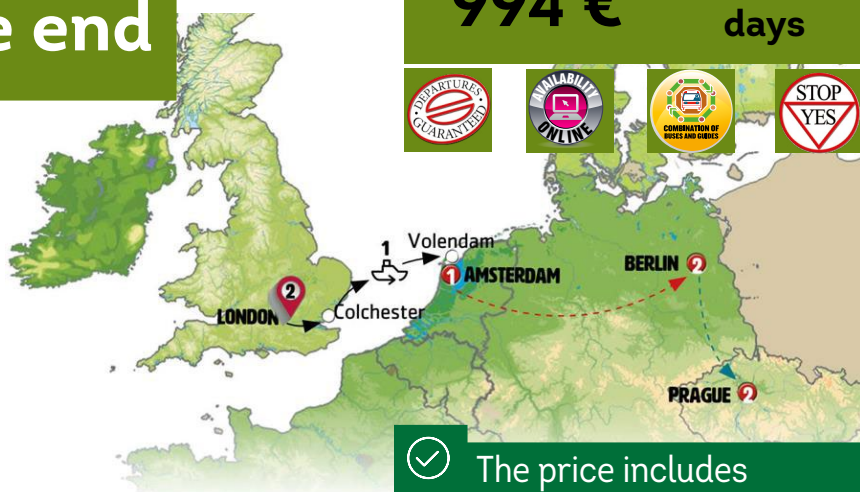 e end
994 €
days
DEPARTURES
GUARANTEED
AVAILABILITY
ONLINE
COMBINATION OF
BUSES AND GUIDES
STOP
YES
1
Volendam
1 AMSTERDAM
BERLIN 2
2
LONDON
Colchester
PRAGUE 2
The price includes